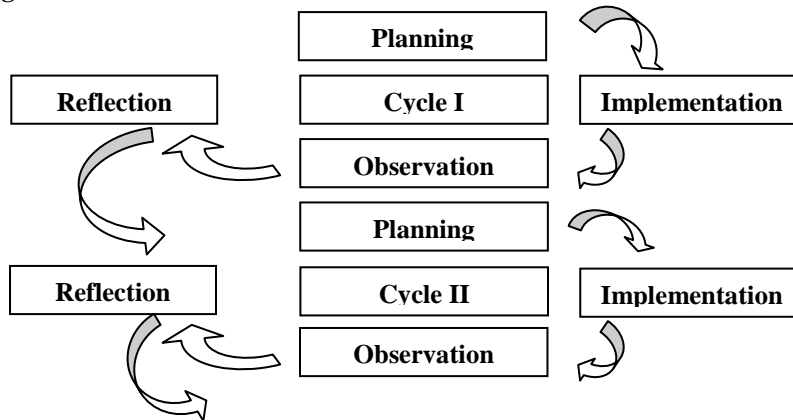 g
Planning
Reflection
Cycle I
Implementation
Observation
Planning
Reflection
Cycle II
Implementation
Observation